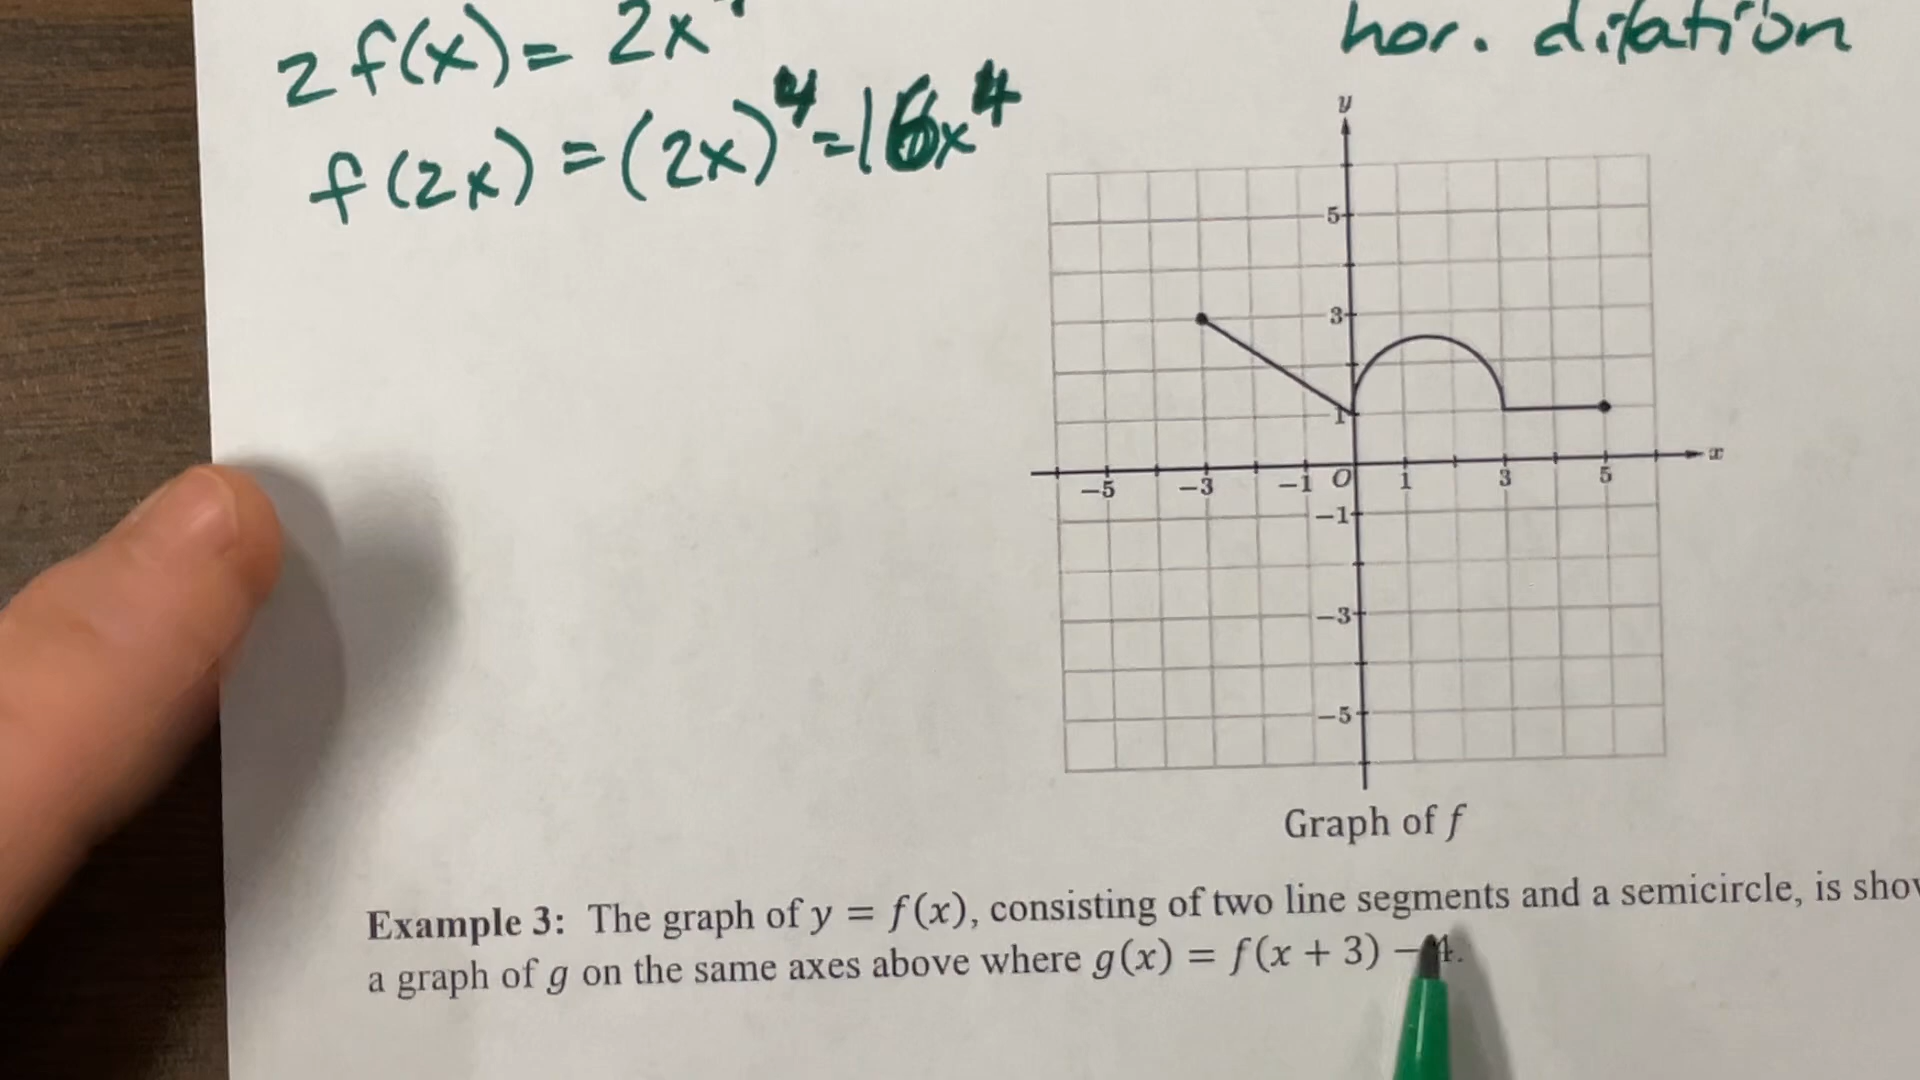 2 f(x) = 2x
f(2x) = (2x)⁴ = 16x⁴
hor. dilation
y
5
3
1
-5 -3 -1 O 1 3 5 x
-1
-3
-5
Graph of f
Example 3: The graph of y = f(x), consisting of two line segments and a semicircle, is
a graph of g on the same axes above where g(x) = f(x + 3) − 4.